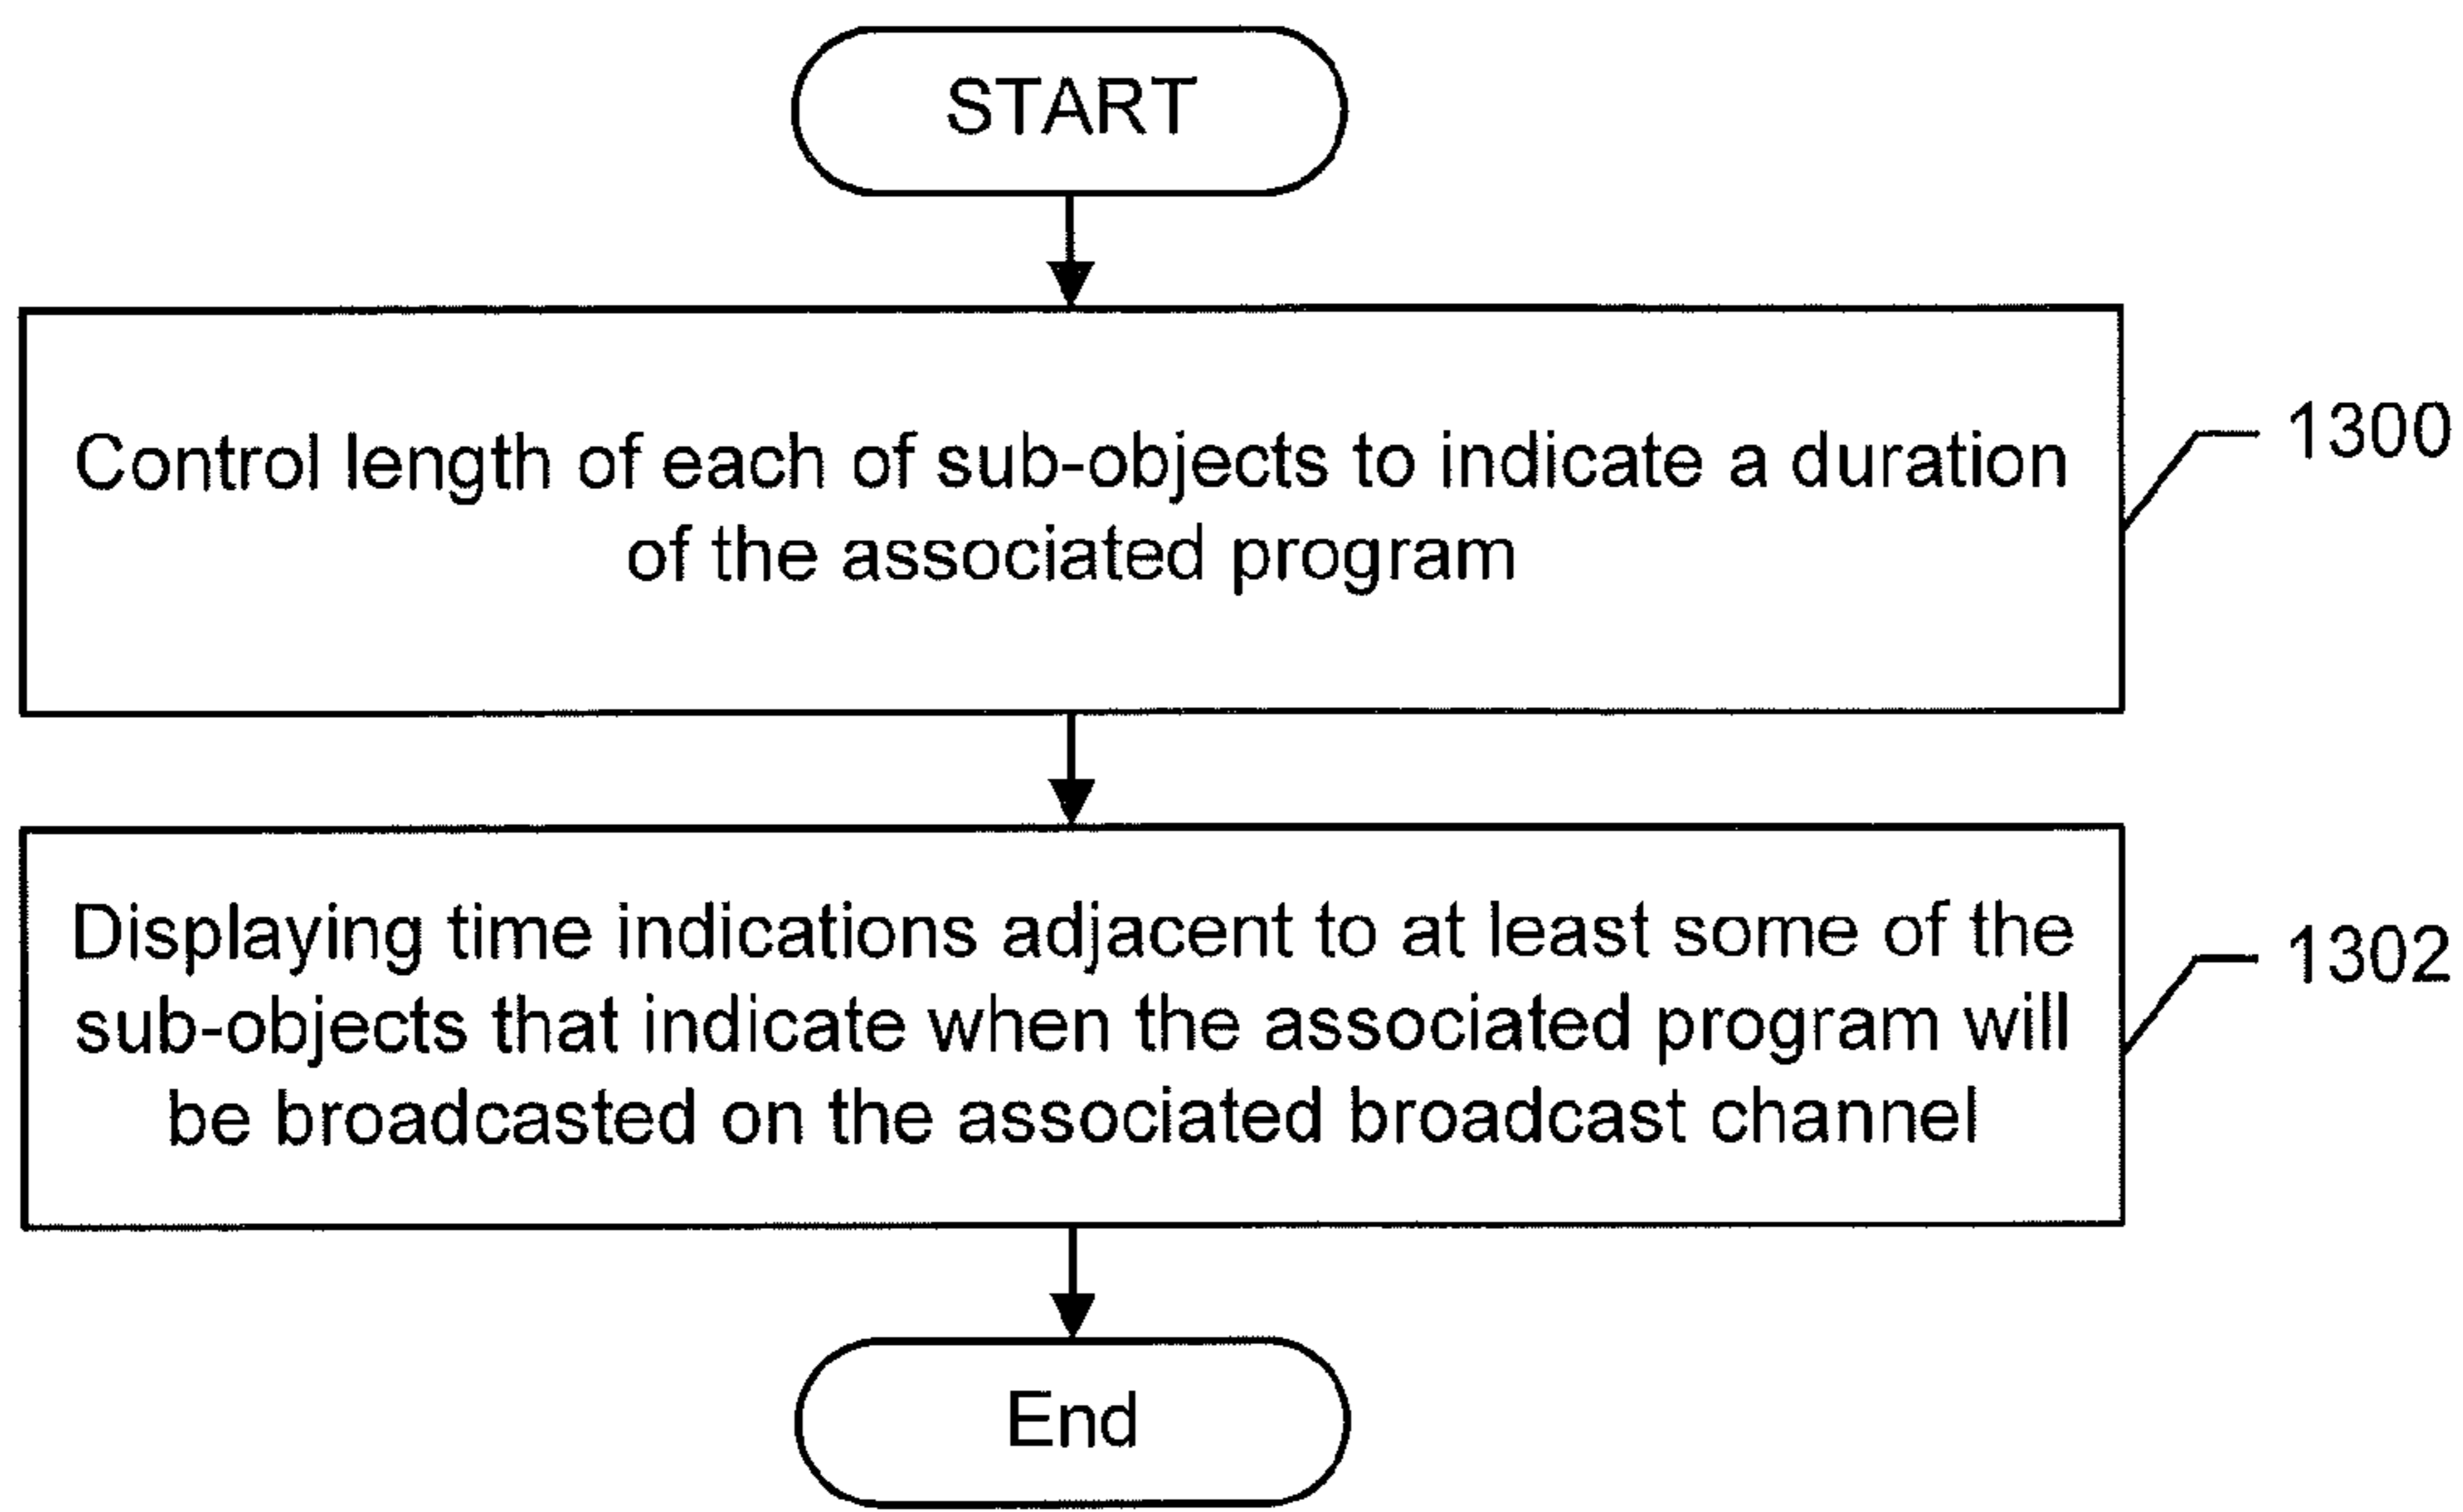 START
Control length of each of sub-objects to indicate a duration
of the associated program
1300
Displaying time indications adjacent to at least some of the
sub-objects that indicate when the associated program will
be broadcasted on the associated broadcast channel
1302
End